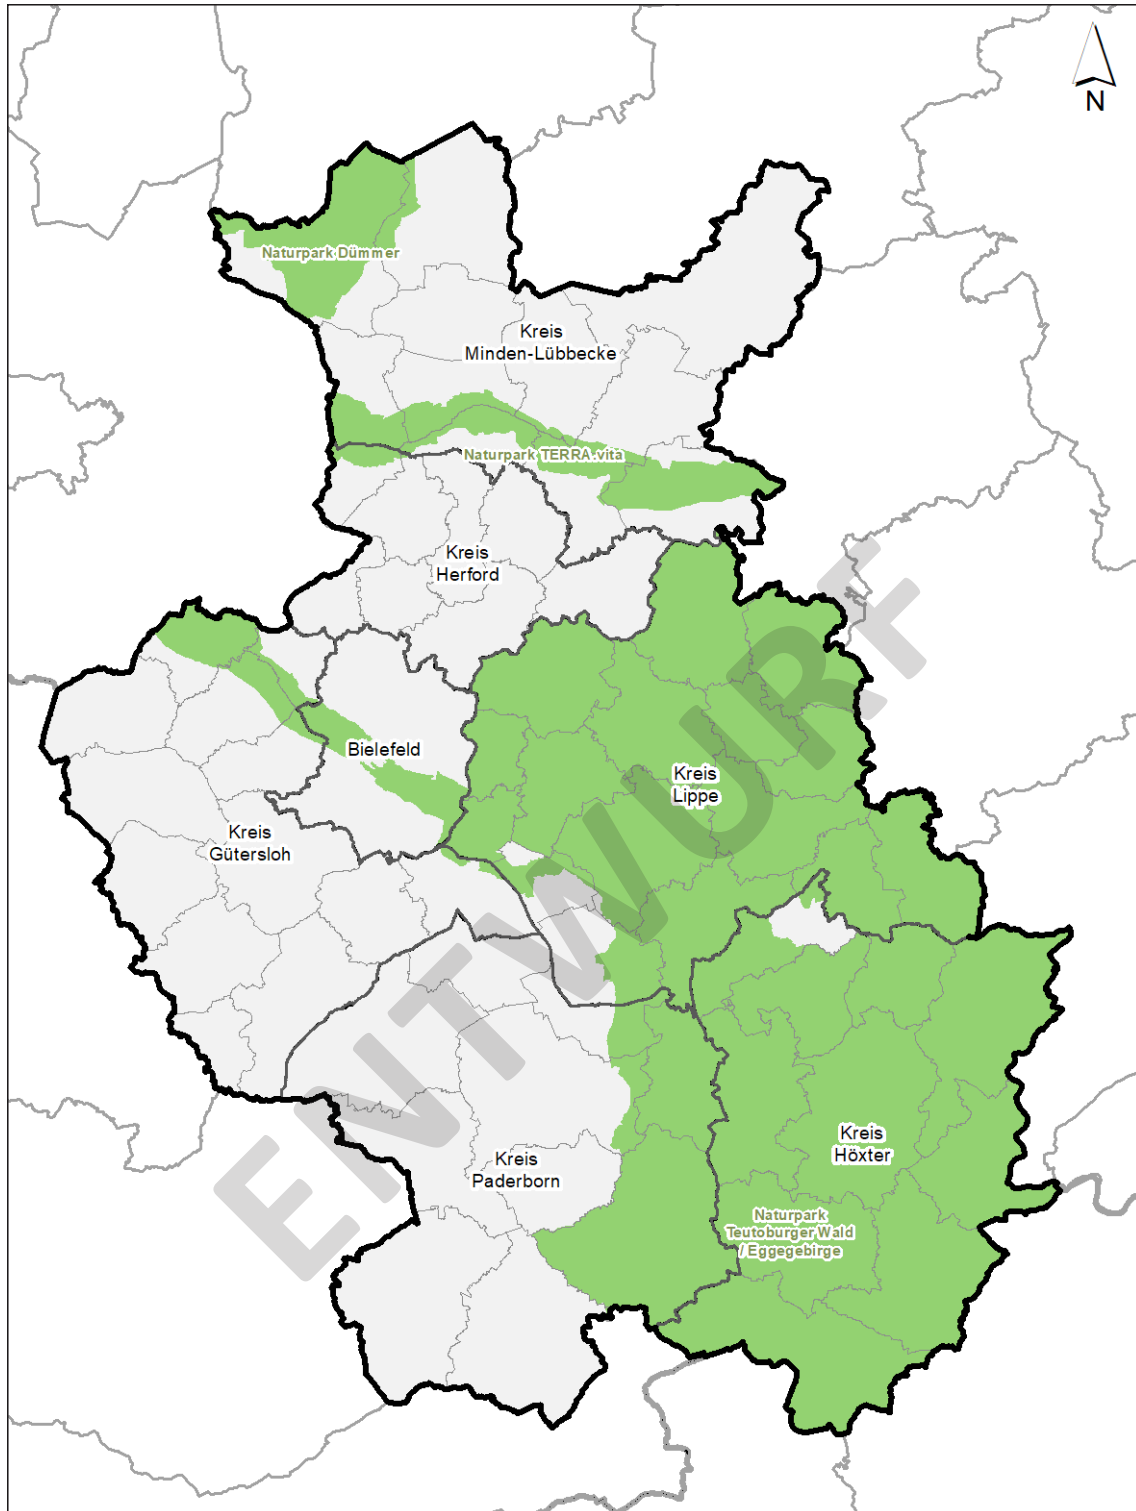 N
Naturpark Dümmer
Kreis
Minden-Lübbecke
Naturpark TERRA.vita
Kreis
Herford
Bielefeld
Kreis
Lippe
Kreis
Gütersloh
ENTWURF
Kreis
Höxter
Kreis
Paderborn
Naturpark
Teutoburger Wald
/ Eggegebirge